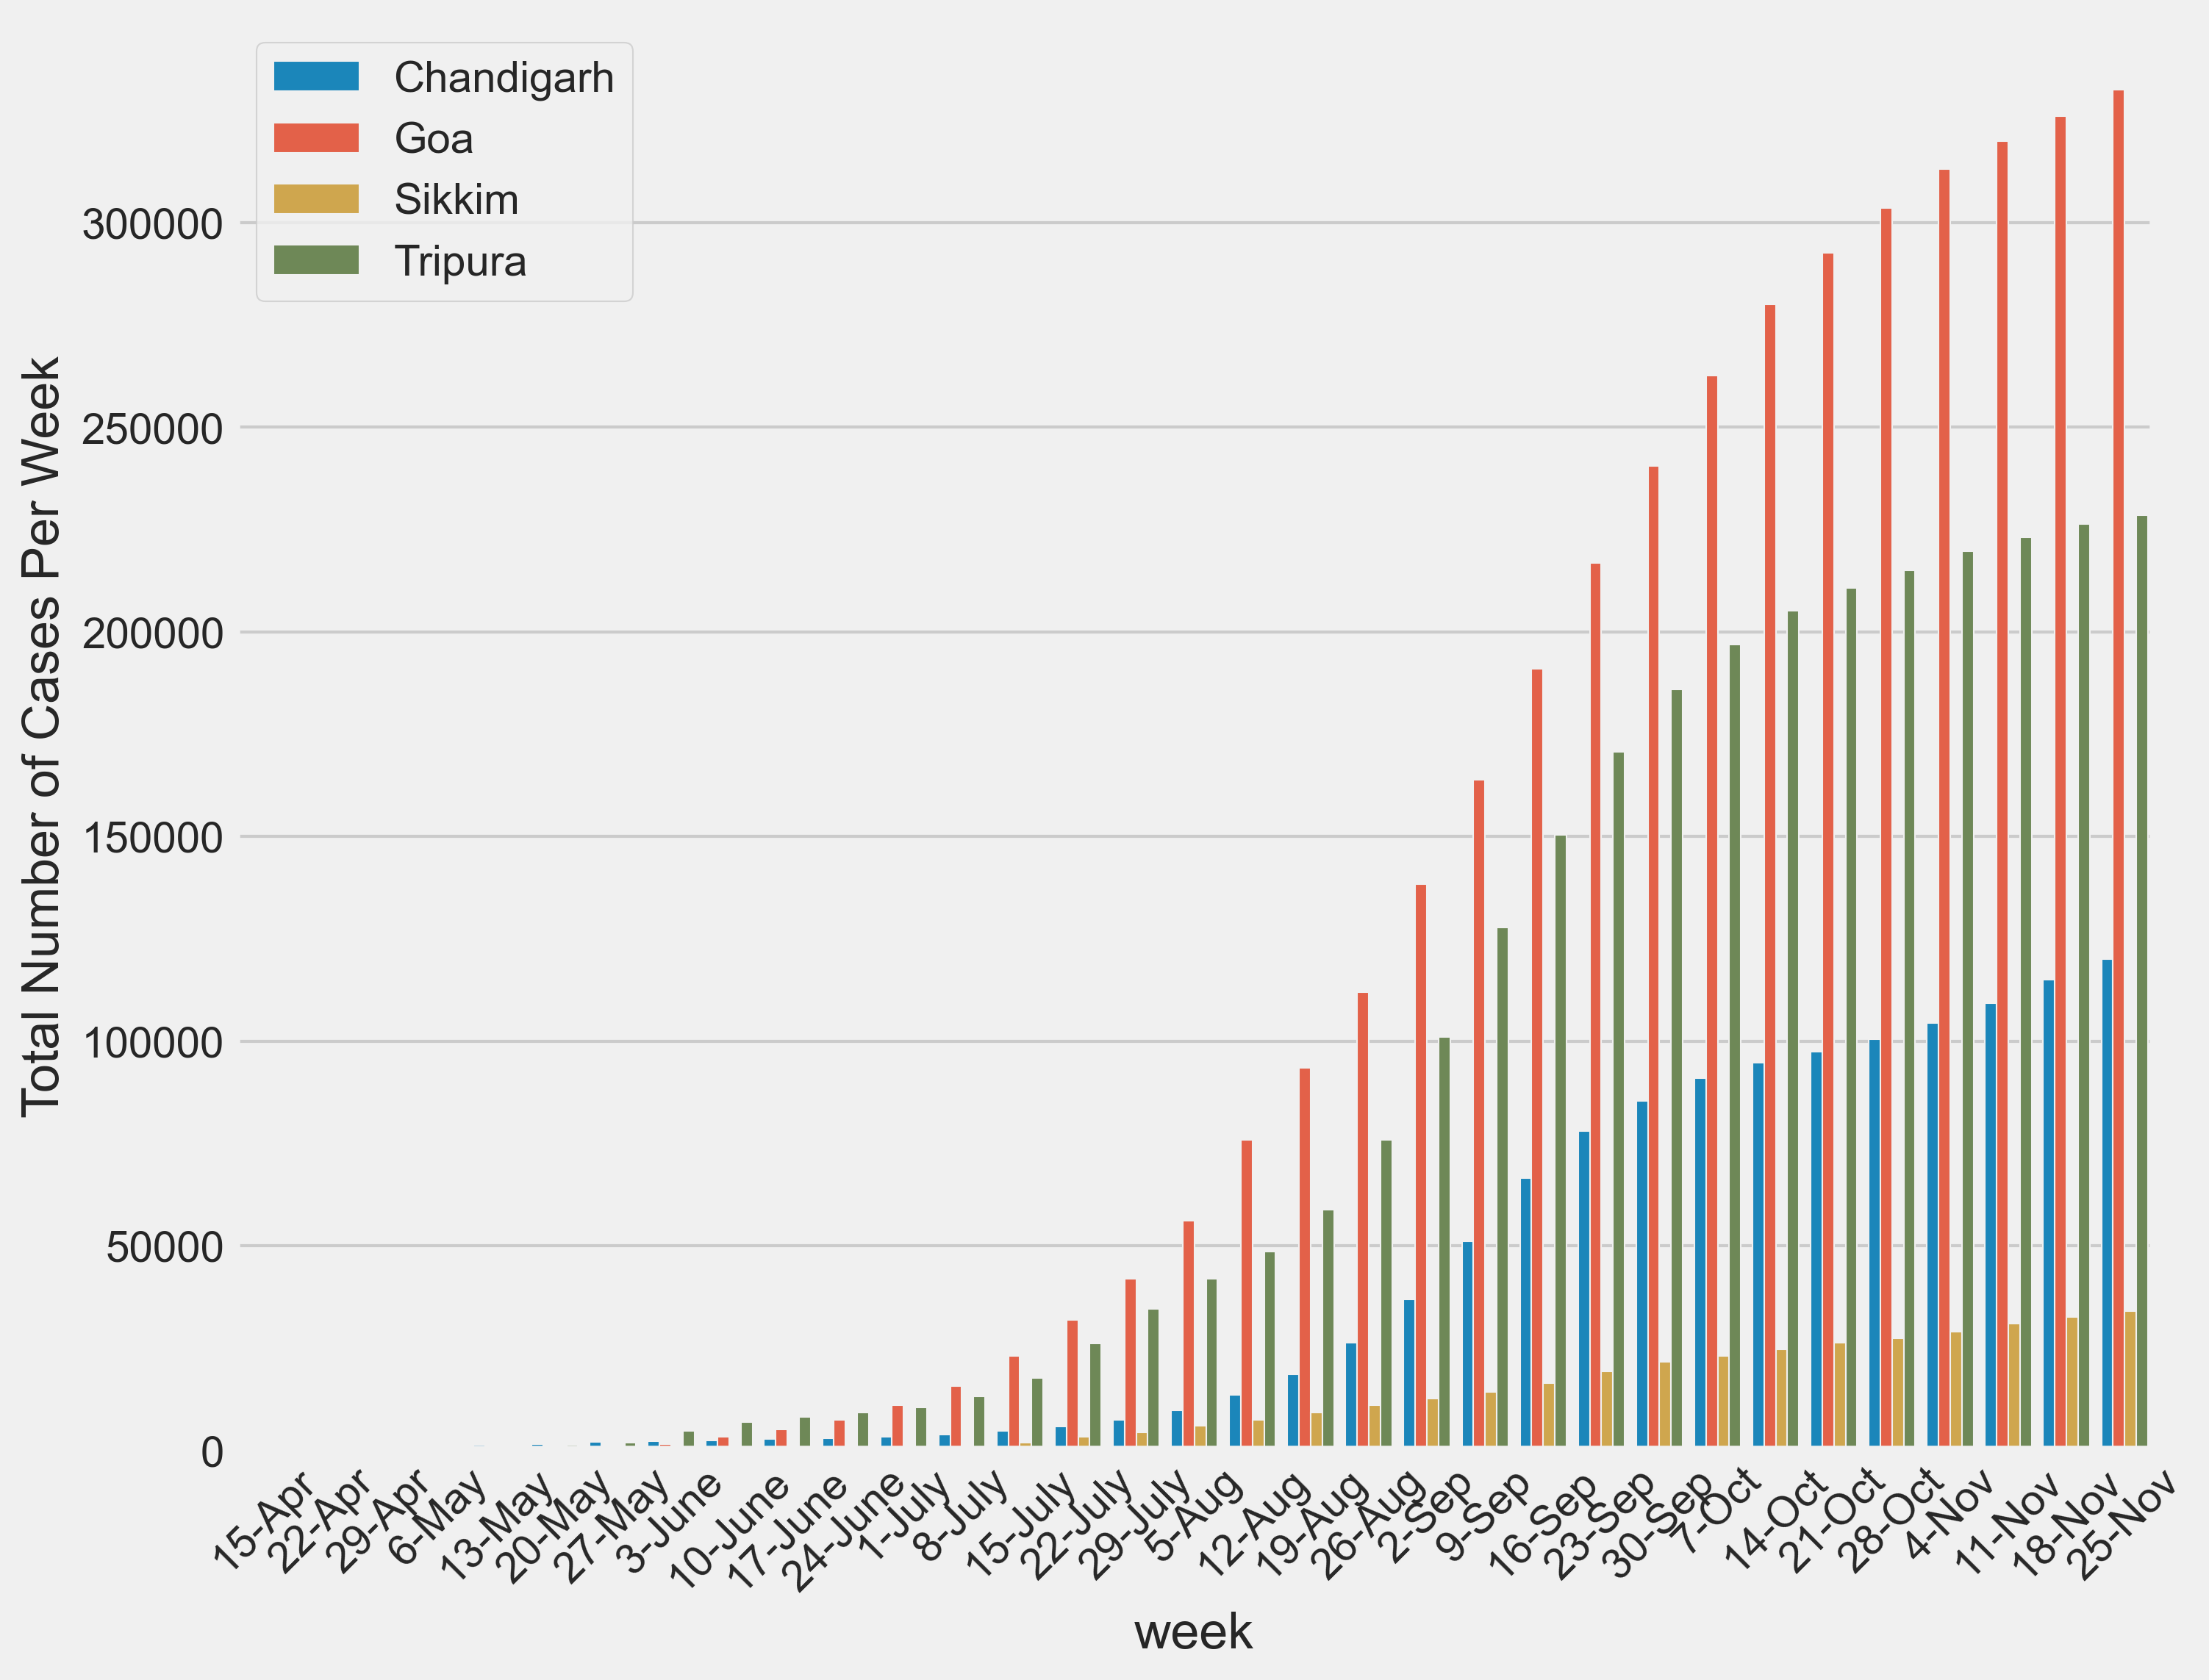 Chandigarh
Goa
Sikkim
Tripura
Total Number of Cases Per Week
300000
250000
200000
150000
100000
50000
0
15-Apr
22-Apr
29-Apr
6-May
13-May
20-May
27-May
3-June
10-June
17-June
24-June
1-July
8-July
15-July
22-July
29-July
5-Aug
12-Aug
19-Aug
26-Aug
2-Sep
9-Sep
16-Sep
23-Sep
30-Sep
7-Oct
14-Oct
21-Oct
28-Oct
4-Nov
11-Nov
18-Nov
25-Nov
week